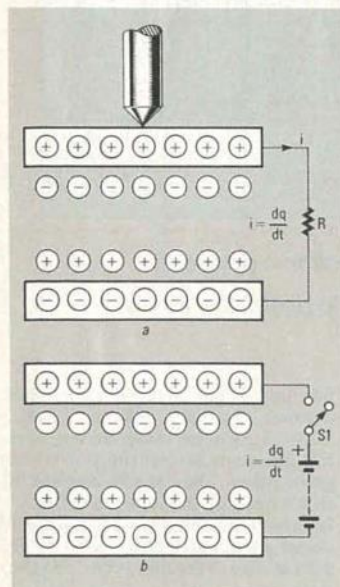 + + + + + + +
i
− − − − − − −
i = dq/dt
R
+ + + + + + +
− − − − − − −
a
+ + + + + + +
− − − − − − −
S1
i = dq/dt
+
+ + + + + + +
− − − − − − −
b